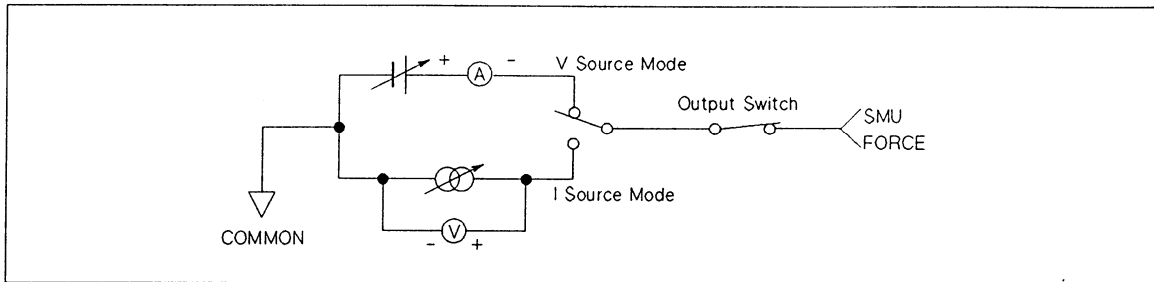 + A -
V Source Mode
Output Switch
SMU
FORCE
I Source Mode
- V +
COMMON